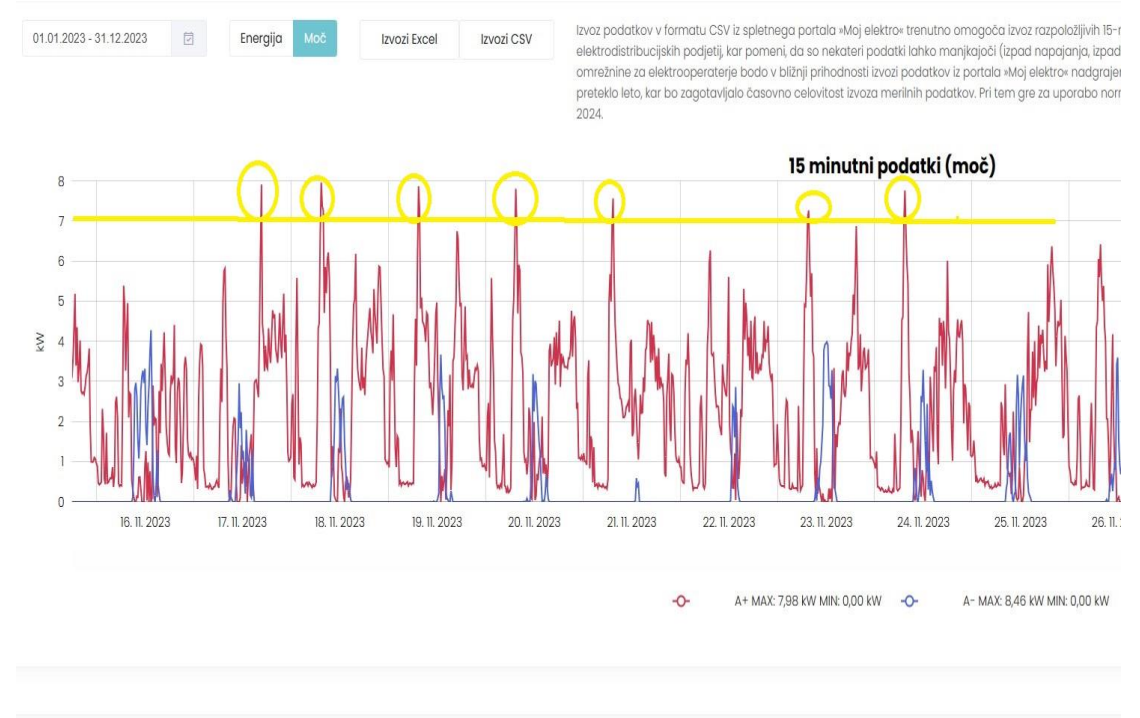 01.01.2023 - 31.12.2023
Energija
Moč
Izvozi Excel
Izvozi CSV
Izvoz podatkov v formatu CSV iz spletnega portala »Moj elektro« trenutno omogoča izvoz razpoložljivih 15-
elektrodistribucijskih podjetij, kar pomeni, da so nekateri podatki lahko manjkajoči (izpad napajanja, izpad
omrežnine za elektrooperaterje bodo v bližnji prihodnosti izvozi podatkov iz portala »Moj elektro«
preteklo leto, kar bo zagotavljalo časovno celovitost izvoza merilnih podatkov. Pri tem gre za uporabo
2024.
15 minutni podatki (moč)
8
7
6
5
4
3
2
1
0
kW
16. 11. 2023
17. 11. 2023
18. 11. 2023
19. 11. 2023
20. 11. 2023
21. 11. 2023
22. 11. 2023
23. 11. 2023
24. 11. 2023
25. 11. 2023
26. 11.
A+ MAX: 7,98 kW MIN: 0,00 kW
A- MAX: 8,46 kW MIN: 0,00 kW